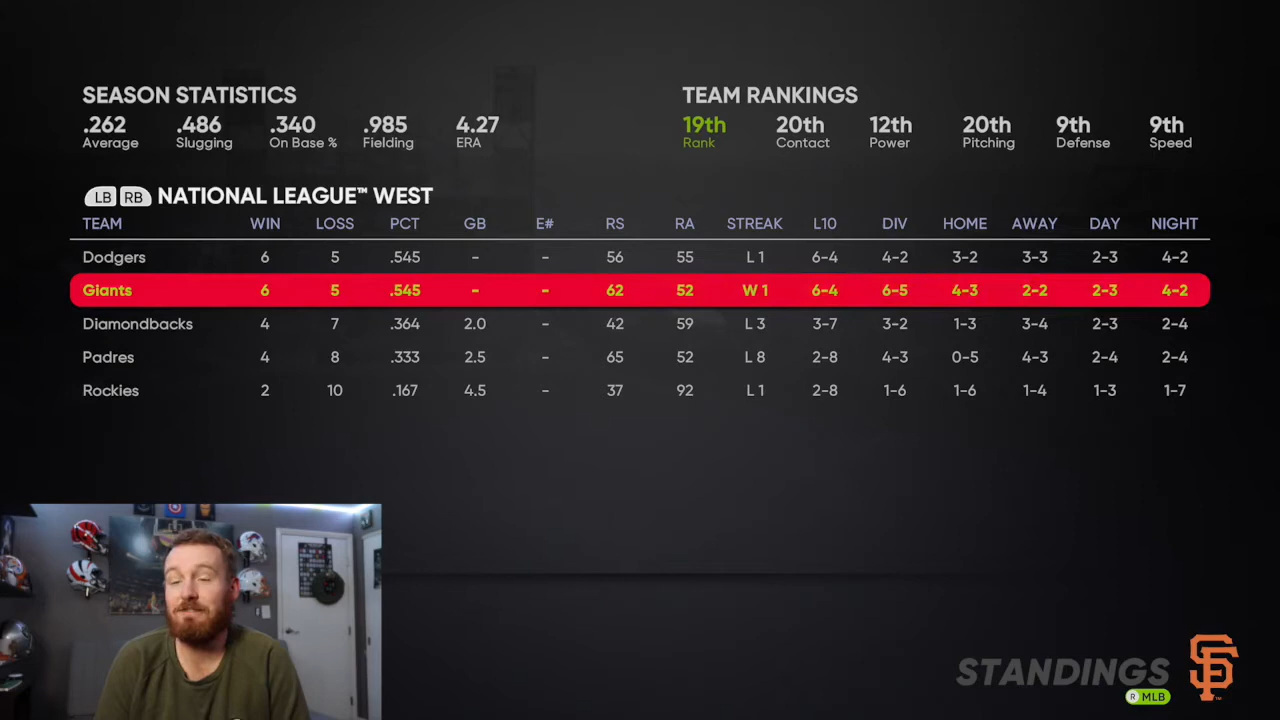 SEASON STATISTICS
.262 .486 .340 .985 4.27
Average Slugging On Base % Fielding ERA
TEAM RANKINGS
19th 20th 12th 20th 9th 9th
Rank Contact Power Pitching Defense Speed
LB RB NATIONAL LEAGUE™ WEST
TEAM WIN LOSS PCT GB E# RS RA STREAK L10 DIV HOME AWAY DAY NIGHT
Dodgers 6 5 .545 - - 56 55 L 1 6-4 4-2 3-2 3-3 2-3 4-2
Giants 6 5 .545 - - 62 52 W 1 6-4 6-5 4-3 2-2 2-3 4-2
Diamondbacks 4 7 .364 2.0 - 42 59 L 3 3-7 3-2 1-3 3-4 2-3 2-4
Padres 4 8 .333 2.5 - 65 52 L 8 2-8 4-3 0-5 4-3 2-4 2-4
Rockies 2 10 .167 4.5 - 37 92 L 1 2-8 1-6 1-6 1-4 1-3 1-7
STANDINGS
R MLB
SF